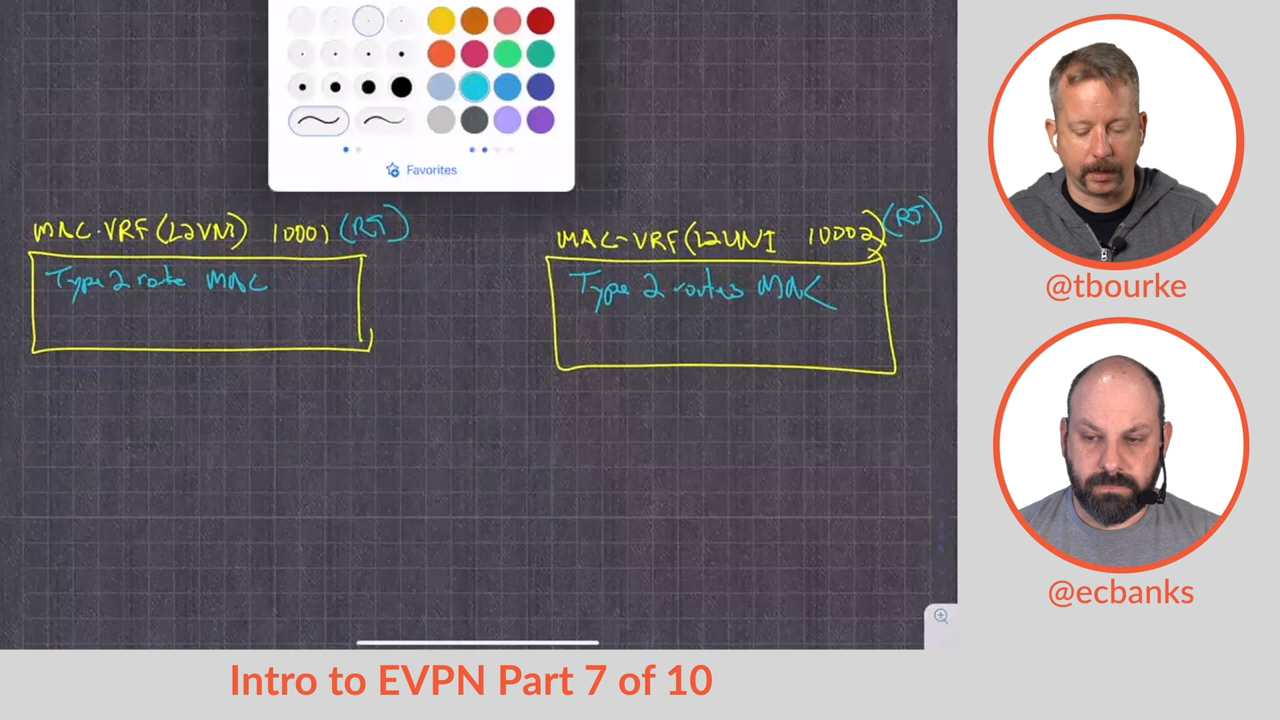 Favorites
MAC-VRF (L2VNI) 10001 (RT)
MAC-VRF (L2VNI 10002) (RT)
Type 2 route MAC
Type 2 routes MAC
@tbourke
@ecbanks
Intro to EVPN Part 7 of 10